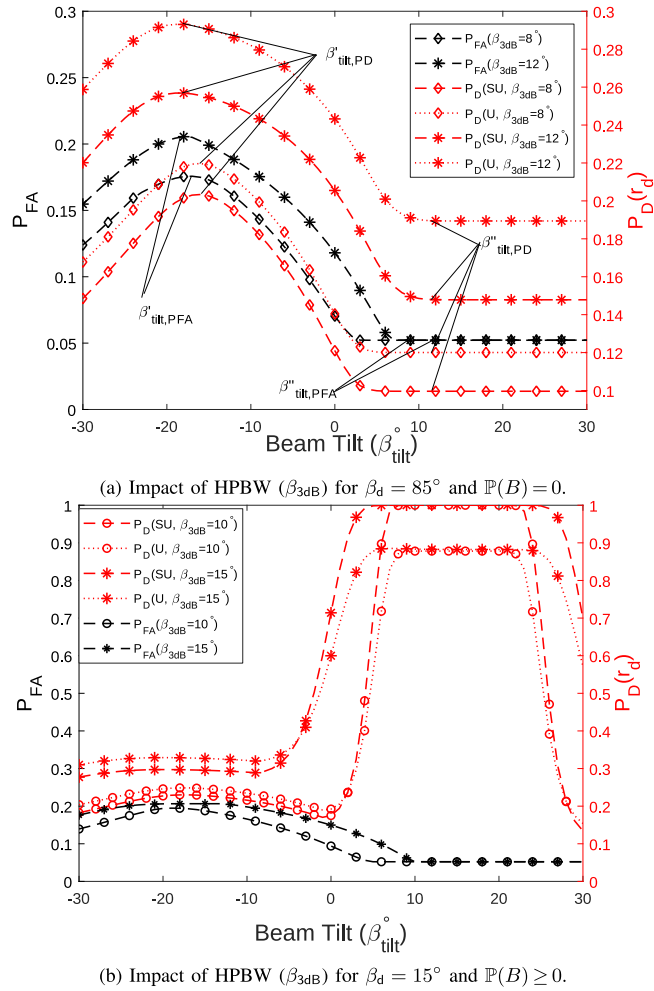 0.3
0.25
0.2
0.15
0.1
0.05
0
P_FA
0.3
0.28
0.26
0.24
0.22
0.2
0.18
0.16
0.14
0.12
0.1
P_D(r_d)
P_FA(β_3dB=8°)
P_FA(β_3dB=12°)
P_D(SU, β_3dB=8°)
P_D(U, β_3dB=8°)
P_D(SU, β_3dB=12°)
P_D(U, β_3dB=12°)
β'_tilt,PD
β''_tilt,PD
β'_tilt,PFA
β''_tilt,PFA
-30 -20 -10 0 10 20 30
Beam Tilt (β°_tilt)
(a) Impact of HPBW (β_3dB) for β_d = 85° and ℙ(B) = 0.
1
0.9
0.8
0.7
0.6
0.5
0.4
0.3
0.2
0.1
0
P_FA
1
0.9
0.8
0.7
0.6
0.5
0.4
0.3
0.2
0.1
0
P_D(r_d)
P_D(SU, β_3dB=10°)
P_D(U, β_3dB=10°)
P_D(SU, β_3dB=15°)
P_D(U, β_3dB=15°)
P_FA(β_3dB=10°)
P_FA(β_3dB=15°)
-30 -20 -10 0 10 20 30
Beam Tilt (β°_tilt)
(b) Impact of HPBW (β_3dB) for β_d = 15° and ℙ(B) ≥ 0.